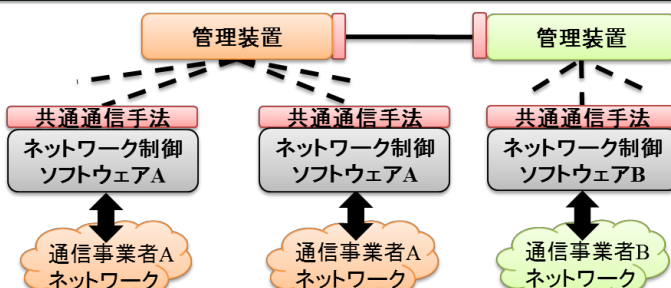 管理装置
管理装置
共通通信手法
共通通信手法
共通通信手法
ネットワーク制御
ソフトウェアA
ネットワーク制御
ソフトウェアA
ネットワーク制御
ソフトウェアB
通信事業者A
ネットワーク
通信事業者A
ネットワーク
通信事業者B
ネットワーク